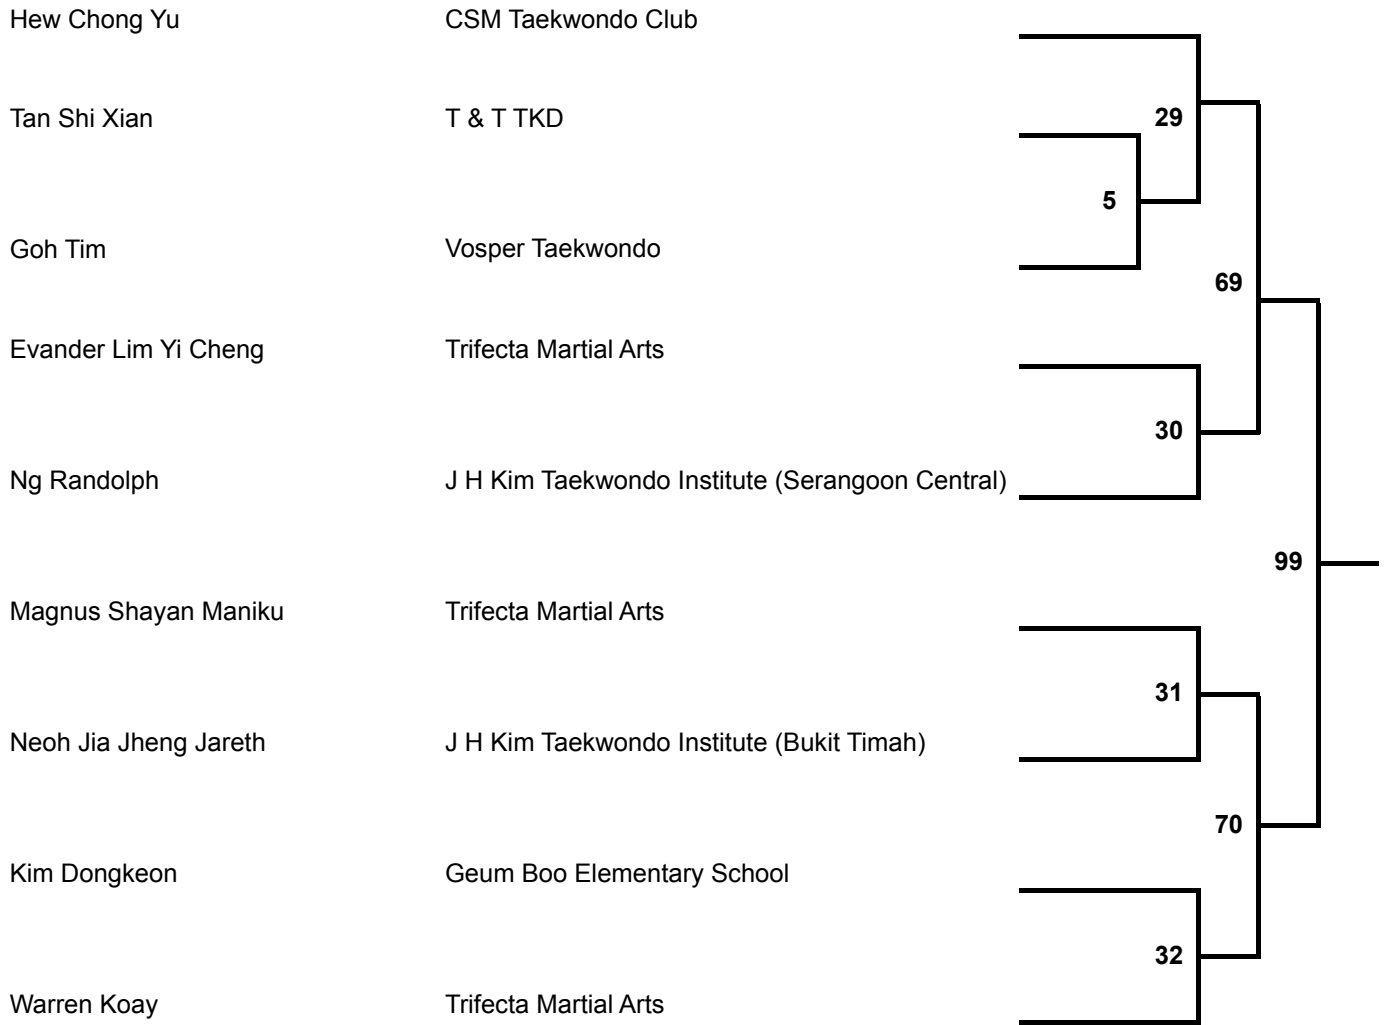 Hew Chong Yu CSM Taekwondo Club
Tan Shi Xian T & T TKD 29
5
Goh Tim Vosper Taekwondo
69
Evander Lim Yi Cheng Trifecta Martial Arts
30
Ng Randolph J H Kim Taekwondo Institute (Serangoon Central)
99
Magnus Shayan Maniku Trifecta Martial Arts
31
Neoh Jia Jheng Jareth J H Kim Taekwondo Institute (Bukit Timah)
70
Kim Dongkeon Geum Boo Elementary School
32
Warren Koay Trifecta Martial Arts